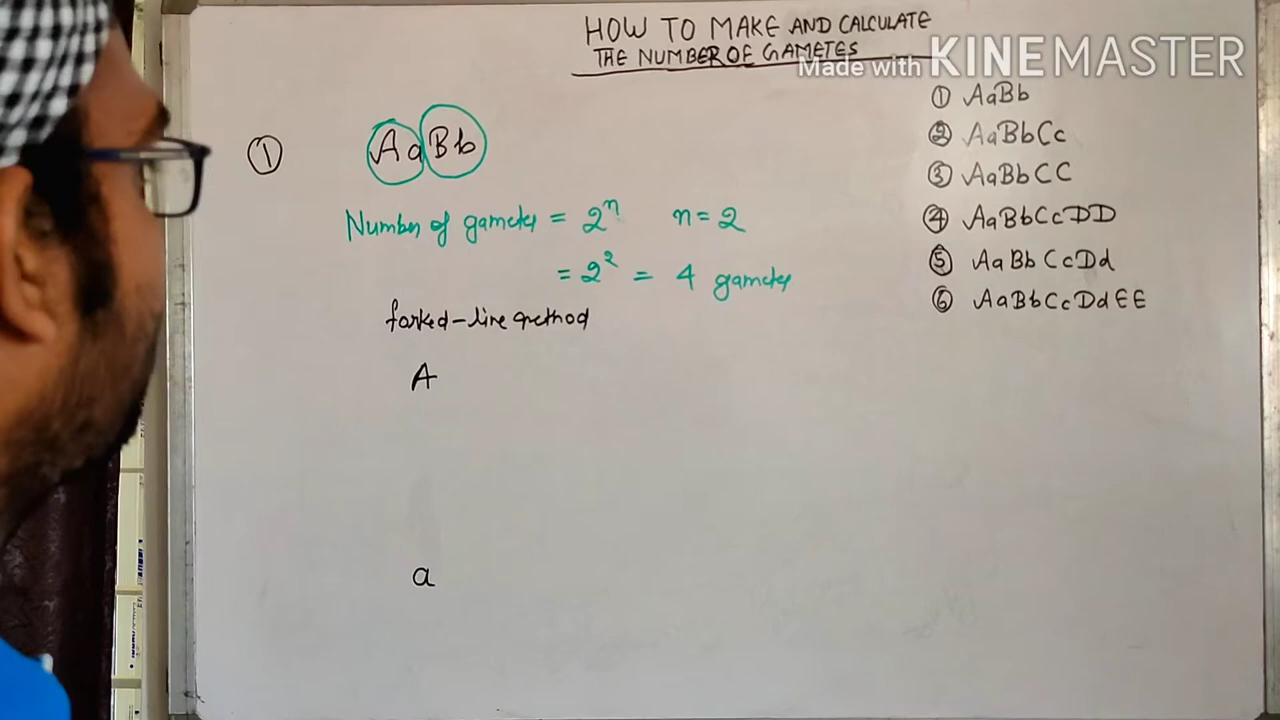 HOW TO MAKE AND CALCULATE
THE NUMBER OF GAMETES
Made with KINEMASTER
① AaBb
② AaBbCc
③ AaBbCC
④ AaBbCcDD
⑤ AaBbCcDd
⑥ AaBbCcDdEE
① AaBb
Number of gametes = 2ⁿ n = 2
= 2² = 4 gametes
forked-line method
A
a